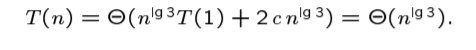 T(n) = Θ(n^{lg 3}T(1) + 2 c n^{lg 3}) = Θ(n^{lg 3}).